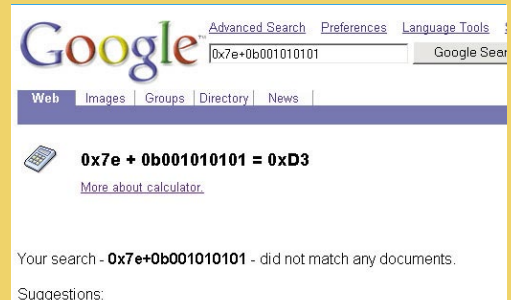 Google Advanced Search Preferences Language Tools
0x7e+0b001010101 Google Sear
Web Images Groups Directory News
0x7e + 0b001010101 = 0xD3
More about calculator.
Your search - 0x7e+0b001010101 - did not match any documents.
Suggestions: